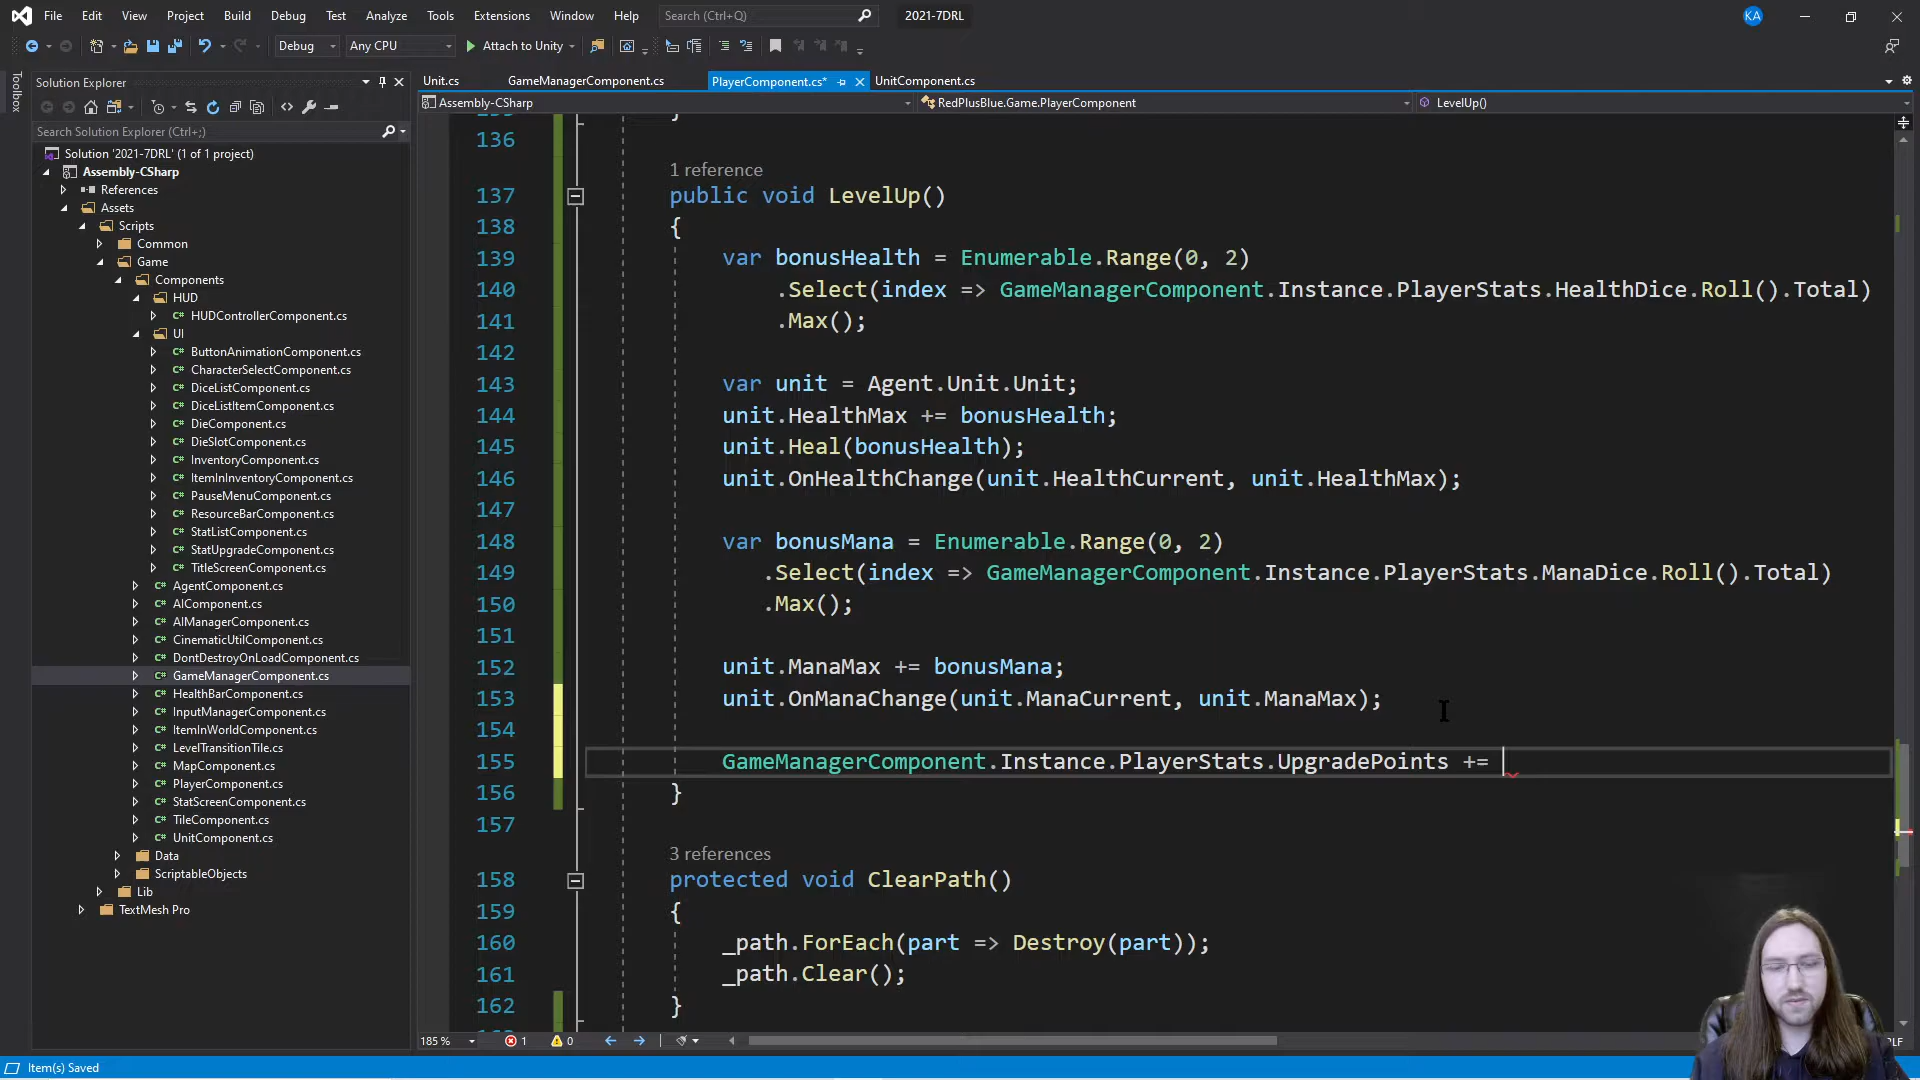 File Edit View Project Build Debug Test Analyze Tools Extensions Window Help Search (Ctrl+Q) 2021-7DRL KA
Debug Any CPU Attach to Unity
Toolbox
Solution Explorer
Search Solution Explorer (Ctrl+;)
Solution '2021-7DRL' (1 of 1 project)
Assembly-CSharp
References
Assets
Scripts
Common
Game
Components
HUD
HUDControllerComponent.cs
UI
ButtonAnimationComponent.cs
CharacterSelectComponent.cs
DiceListComponent.cs
DiceListItemComponent.cs
DieComponent.cs
DieSlotComponent.cs
InventoryComponent.cs
ItemInInventoryComponent.cs
PauseMenuComponent.cs
ResourceBarComponent.cs
StatListComponent.cs
StatUpgradeComponent.cs
TitleScreenComponent.cs
AgentComponent.cs
AIComponent.cs
AIManagerComponent.cs
CinematicUtilComponent.cs
DontDestroyOnLoadComponent.cs
GameManagerComponent.cs
HealthBarComponent.cs
InputManagerComponent.cs
ItemInWorldComponent.cs
LevelTransitionTile.cs
MapComponent.cs
PlayerComponent.cs
StatScreenComponent.cs
TileComponent.cs
UnitComponent.cs
Data
ScriptableObjects
Lib
TextMesh Pro
Unit.cs GameManagerComponent.cs PlayerComponent.cs* UnitComponent.cs
Assembly-CSharp RedPlusBlue.Game.PlayerComponent LevelUp()
136
1 reference
137 public void LevelUp()
138 {
139 var bonusHealth = Enumerable.Range(0, 2)
140 .Select(index => GameManagerComponent.Instance.PlayerStats.HealthDice.Roll().Total)
141 .Max();
142
143 var unit = Agent.Unit.Unit;
144 unit.HealthMax += bonusHealth;
145 unit.Heal(bonusHealth);
146 unit.OnHealthChange(unit.HealthCurrent, unit.HealthMax);
147
148 var bonusMana = Enumerable.Range(0, 2)
149 .Select(index => GameManagerComponent.Instance.PlayerStats.ManaDice.Roll().Total)
150 .Max();
151
152 unit.ManaMax += bonusMana;
153 unit.OnManaChange(unit.ManaCurrent, unit.ManaMax);
154
155 GameManagerComponent.Instance.PlayerStats.UpgradePoints +=
156 }
157
3 references
158 protected void ClearPath()
159 {
160 _path.ForEach(part => Destroy(part));
161 _path.Clear();
162 }
185 % 1 0
Item(s) Saved